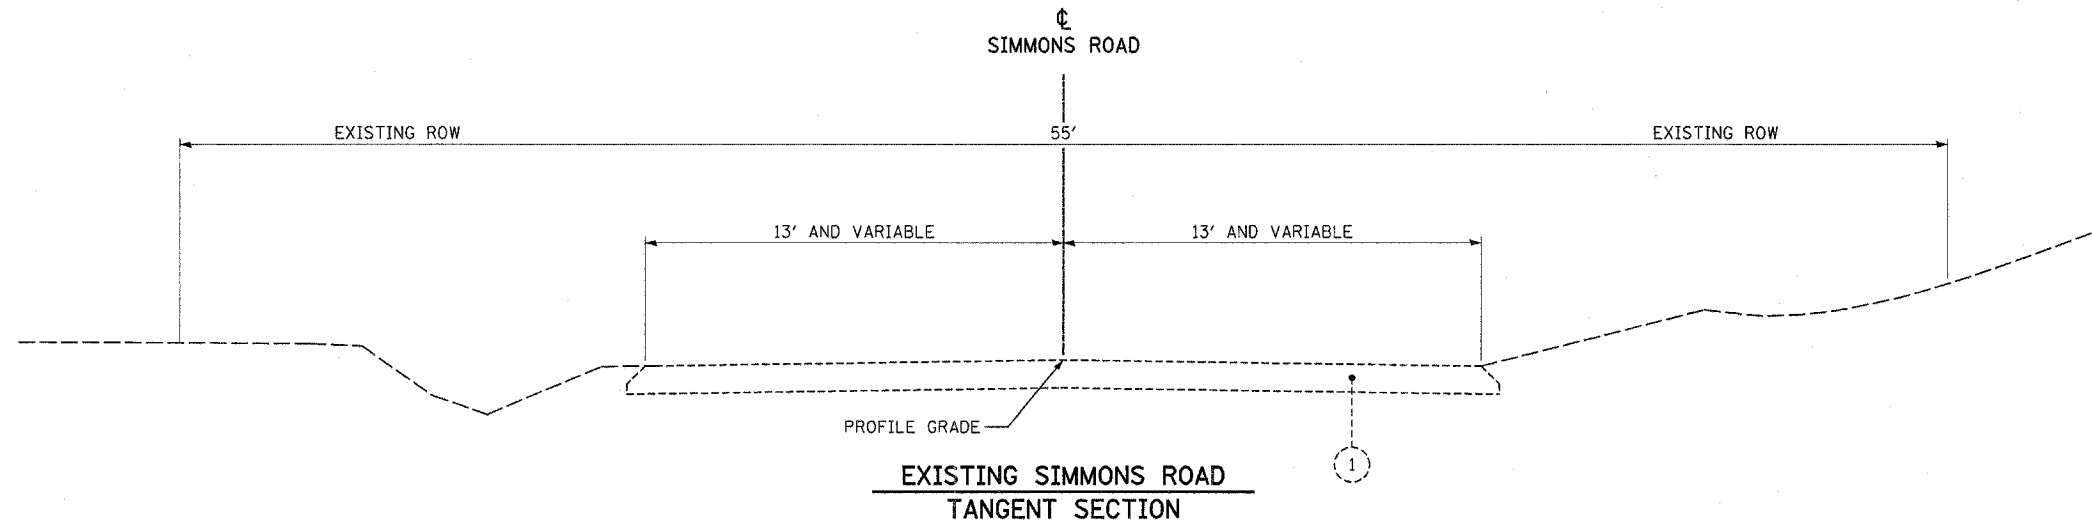 ℄
SIMMONS ROAD
EXISTING ROW
55'
EXISTING ROW
13' AND VARIABLE
13' AND VARIABLE
PROFILE GRADE
1
EXISTING SIMMONS ROAD
TANGENT SECTION